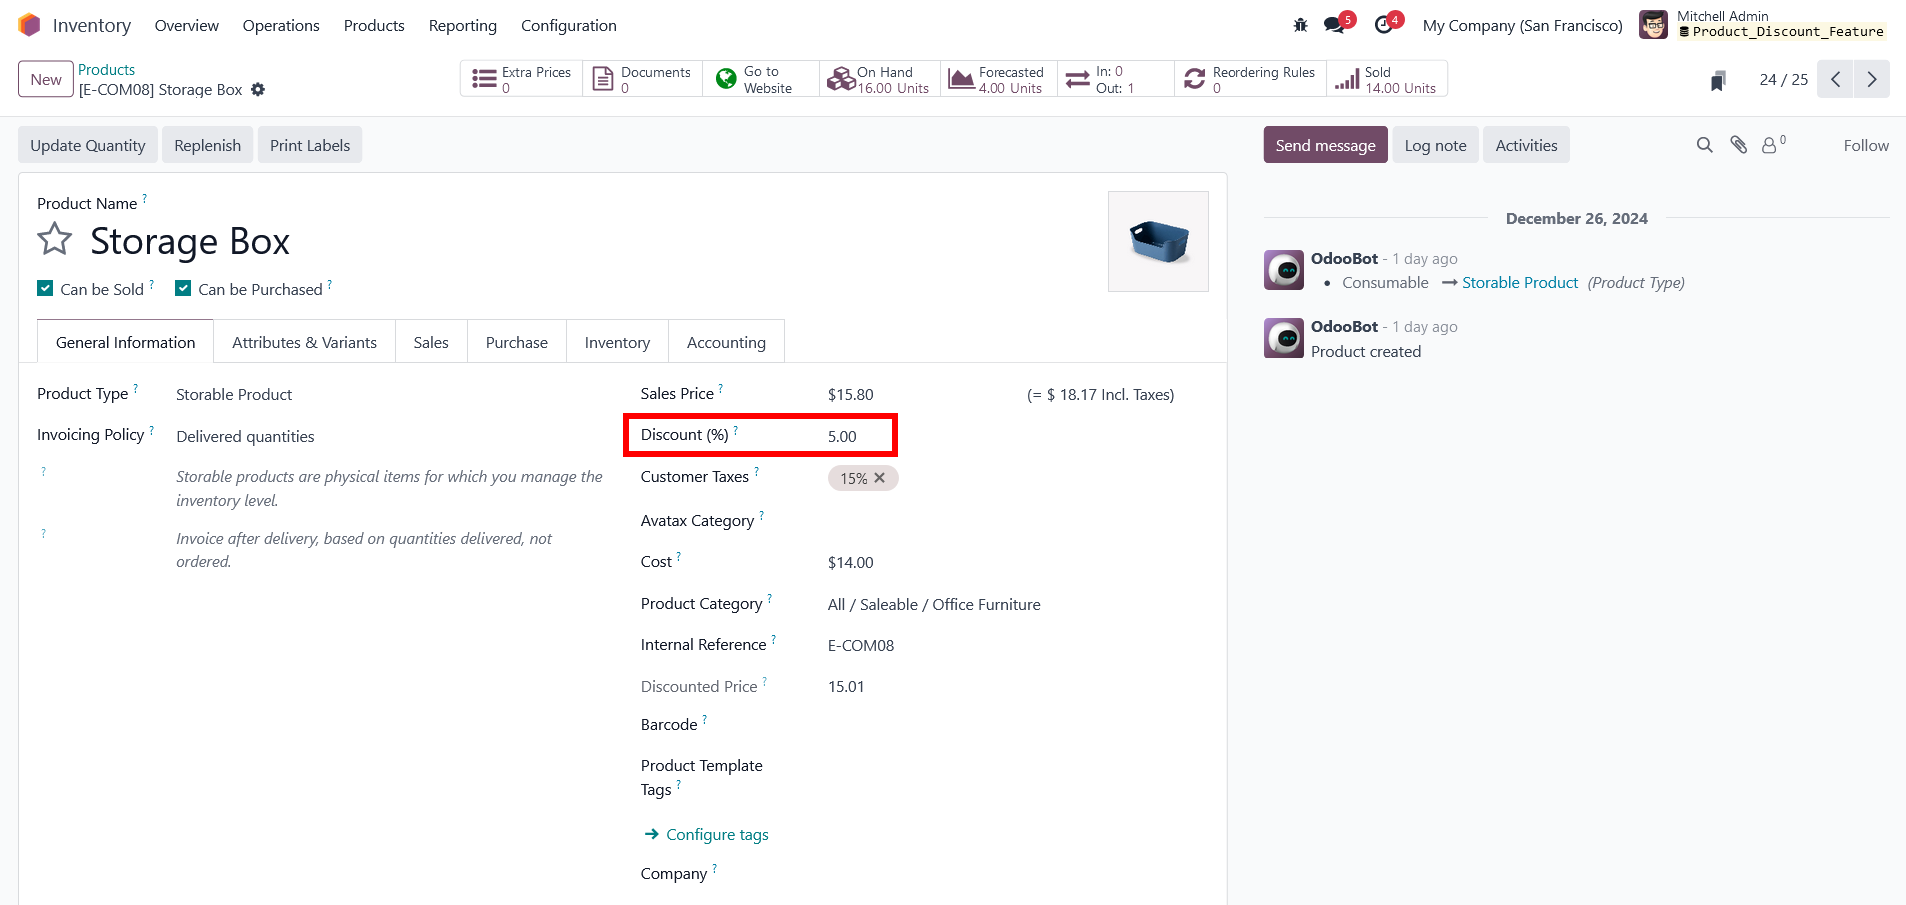 Inventory Overview Operations Products Reporting Configuration 5 4 My Company (San Francisco) Mitchell Admin
Product_Discount_Feature
New Products
[E-COM08] Storage Box
Extra Prices 0
Documents 0
Go to Website
On Hand 16.00 Units
Forecasted 4.00 Units
In: 0
Out: 1
Reordering Rules 0
Sold 14.00 Units
24 / 25
Update Quantity Replenish Print Labels
Send message Log note Activities 0 Follow
Product Name ?
Storage Box
Can be Sold ? Can be Purchased ?
General Information Attributes & Variants Sales Purchase Inventory Accounting
Product Type ? Storable Product
Invoicing Policy ? Delivered quantities
? Storable products are physical items for which you manage the
inventory level.
? Invoice after delivery, based on quantities delivered, not
ordered.
Sales Price ? $15.80 (= $ 18.17 Incl. Taxes)
Discount (%) ? 5.00
Customer Taxes ? 15%
Avatax Category ?
Cost ? $14.00
Product Category ? All / Saleable / Office Furniture
Internal Reference ? E-COM08
Discounted Price ? 15.01
Barcode ?
Product Template
Tags ?
Configure tags
Company ?
December 26, 2024
OdooBot - 1 day ago
• Consumable → Storable Product (Product Type)
OdooBot - 1 day ago
Product created